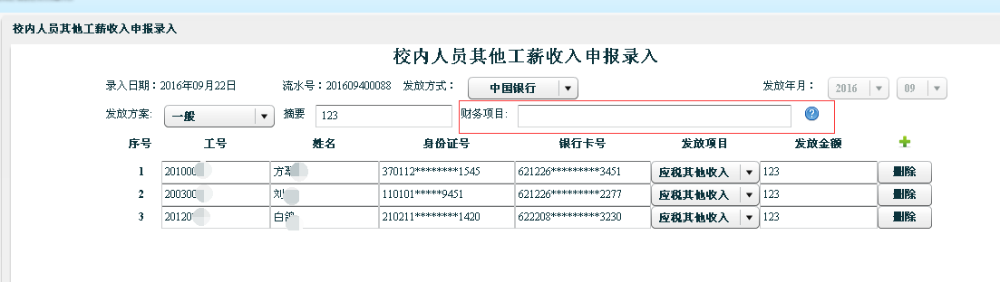 校内人员其他工薪收入申报录入
校内人员其他工薪收入申报录入
录入日期：2016年09月22日 流水号：201609400088 发放方式： 中国银行 发放年月： 2016 09
发放方案: 一般 摘要 123 财务项目: ?
序号 工号 姓名 身份证号 银行卡号 发放项目 发放金额
1 201000 方 370112********1545 621226*********3451 应税其他收入 123 删除
2 200300 刘 110101*****9451 621226*********2277 应税其他收入 123 删除
3 20120 白 210211********1420 622208*********3230 应税其他收入 123 删除